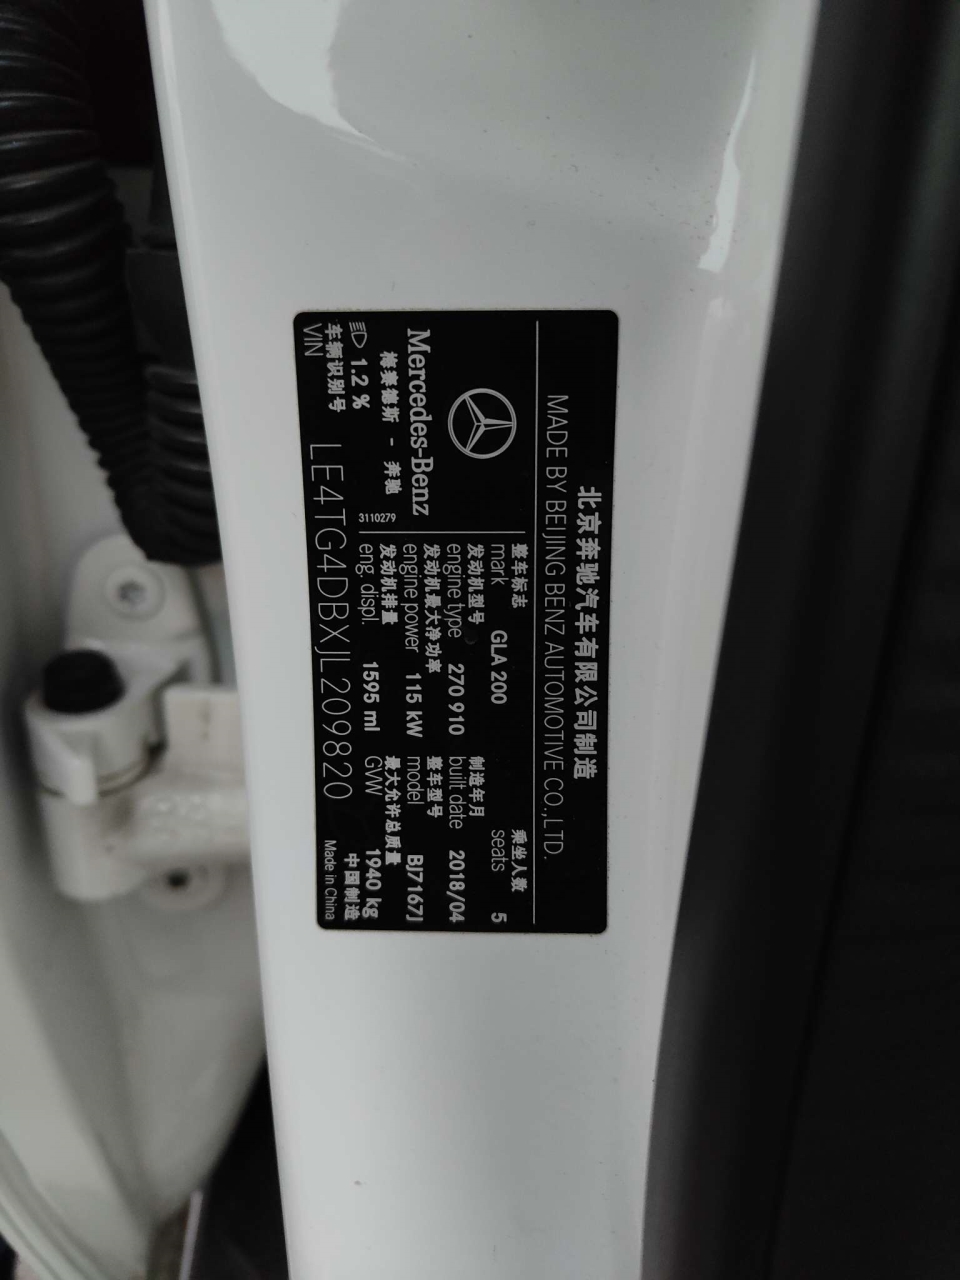 北京奔驰汽车有限公司制造
MADE BY BEIJING BENZ AUTOMOTIVE CO.,LTD.
Mercedes-Benz
梅赛德斯 - 奔驰
1.2 %
3110279
整车标志
mark GLA 200
乘坐人数
seats 5
发动机型号
engine type 270 910
制造年月
built date 2018/04
发动机最大净功率
engine power 115 kW
整车型号
model BJ7167J
发动机排量
eng. displ. 1595 ml
最大允许总质量
GVW 1940 kg
车辆识别号
VIN LE4TG4DBXJL209820
中国制造
Made in China